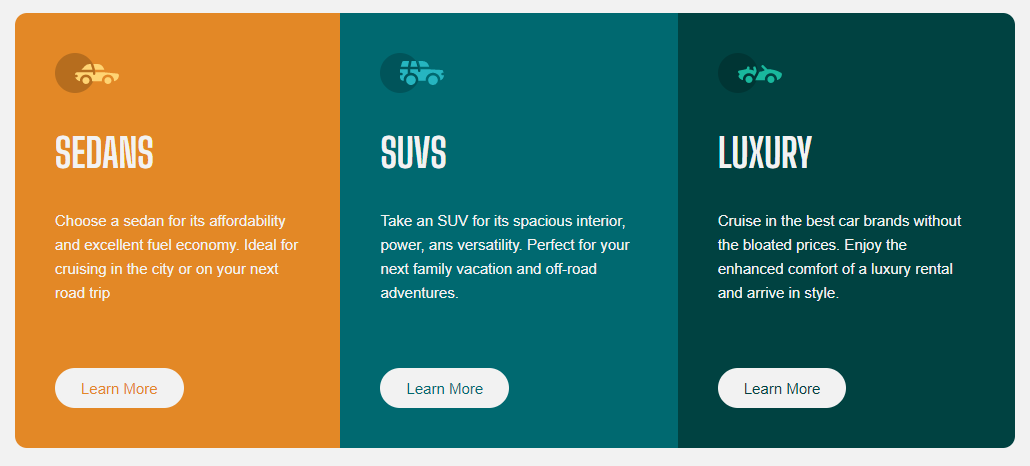 SEDANS
Choose a sedan for its affordability
and excellent fuel economy. Ideal for
cruising in the city or on your next
road trip
Learn More
SUVS
Take an SUV for its spacious interior,
power, ans versatility. Perfect for your
next family vacation and off-road
adventures.
Learn More
LUXURY
Cruise in the best car brands without
the bloated prices. Enjoy the
enhanced comfort of a luxury rental
and arrive in style.
Learn More